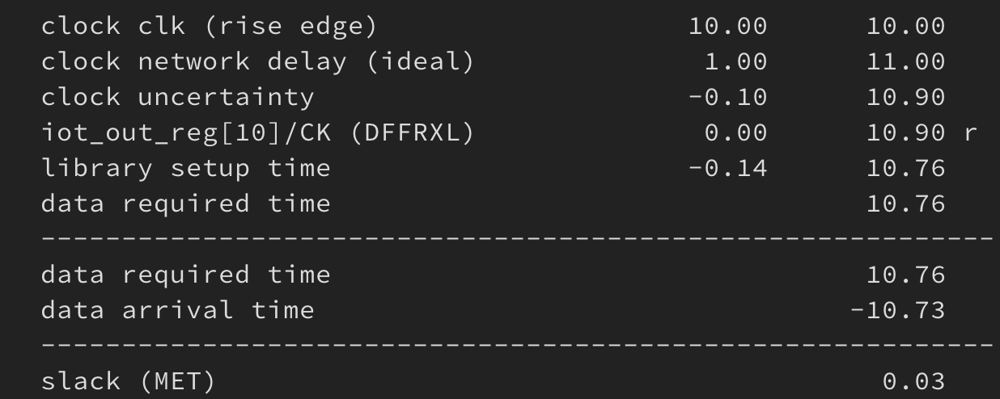 clock clk (rise edge) 10.00 10.00
clock network delay (ideal) 1.00 11.00
clock uncertainty -0.10 10.90
iot_out_reg[10]/CK (DFFRXL) 0.00 10.90 r
library setup time -0.14 10.76
data required time 10.76
-----------------------------------------------------------
data required time 10.76
data arrival time -10.73
-----------------------------------------------------------
slack (MET) 0.03